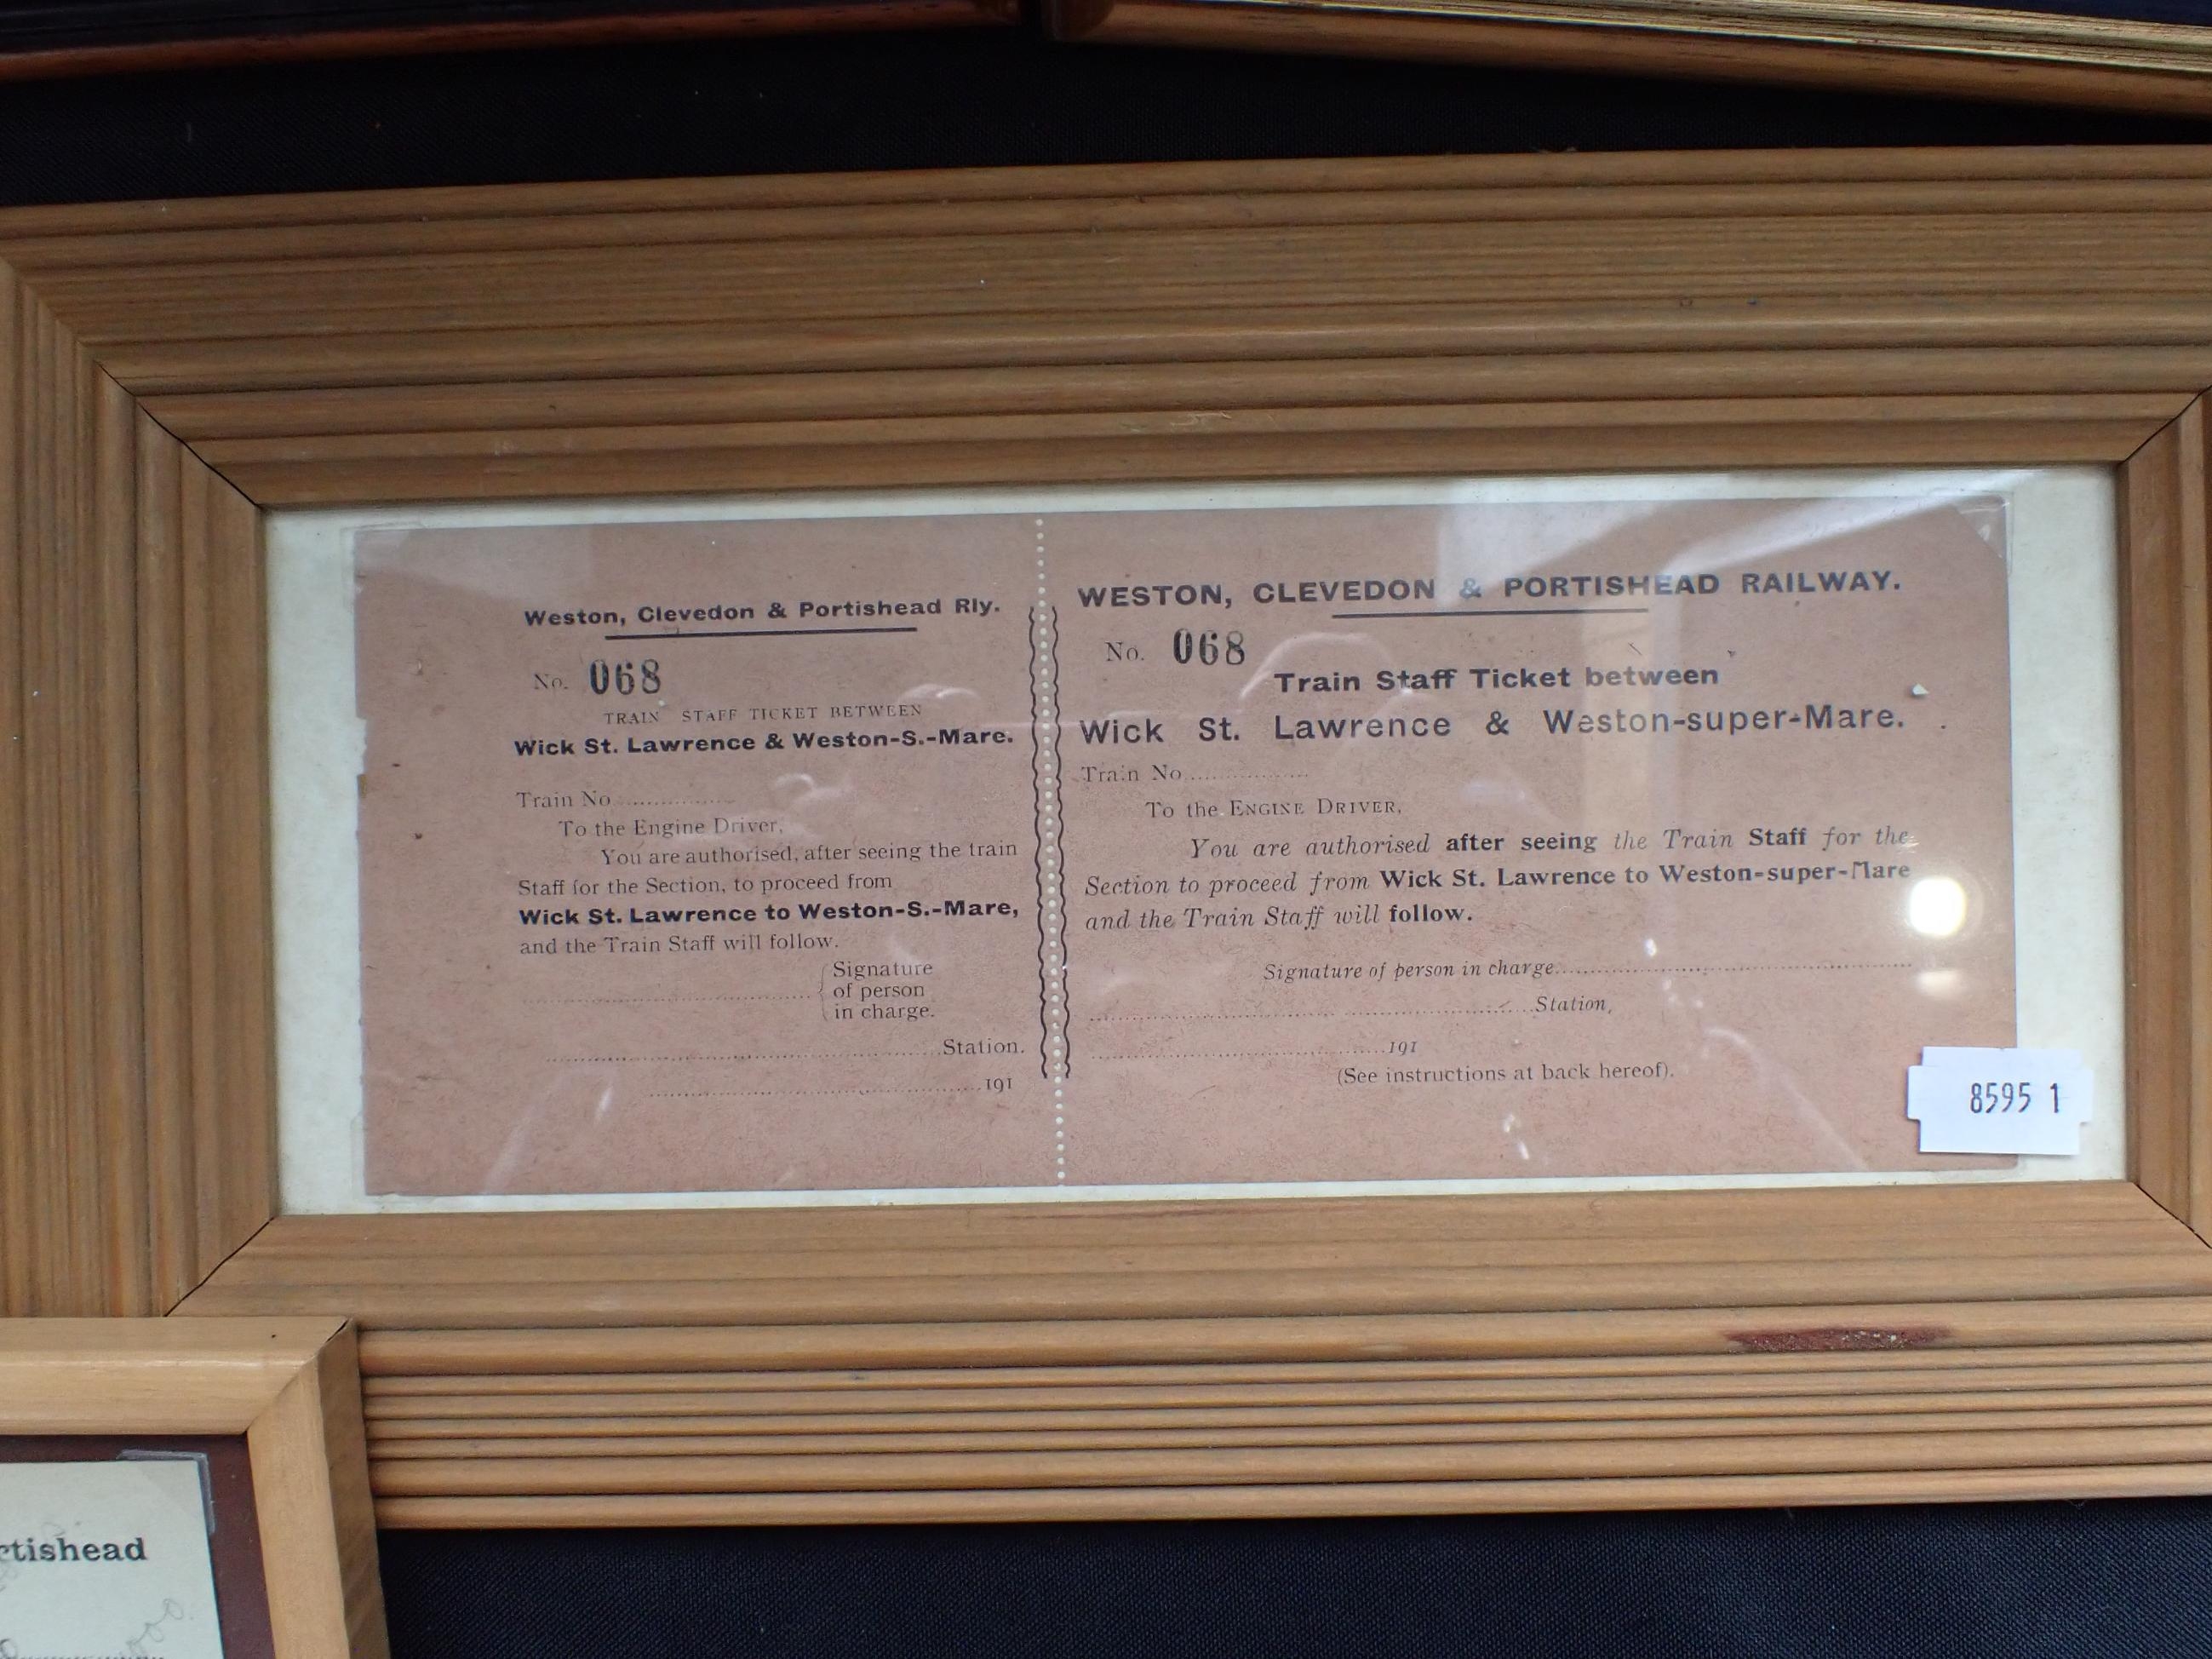 Weston, Clevedon & Portishead Rly.
No. 068
TRAIN STAFF TICKET BETWEEN
Wick St. Lawrence & Weston-S.-Mare.
Train No..................
To the Engine Driver,
You are authorised, after seeing the train
Staff for the Section, to proceed from
Wick St. Lawrence to Weston-S.-Mare,
and the Train Staff will follow.
Signature
of person
in charge.
..................Station.
..................191
WESTON, CLEVEDON & PORTISHEAD RAILWAY.
No. 068
Train Staff Ticket between
Wick St. Lawrence & Weston-super-Mare.
Train No..................
To the ENGINE DRIVER,
You are authorised after seeing the Train Staff for the
Section to proceed from Wick St. Lawrence to Weston-super-Mare
and the Train Staff will follow.
Signature of person in charge..................
..................Station,
..................191
(See instructions at back hereof).
8595 1
rtishead